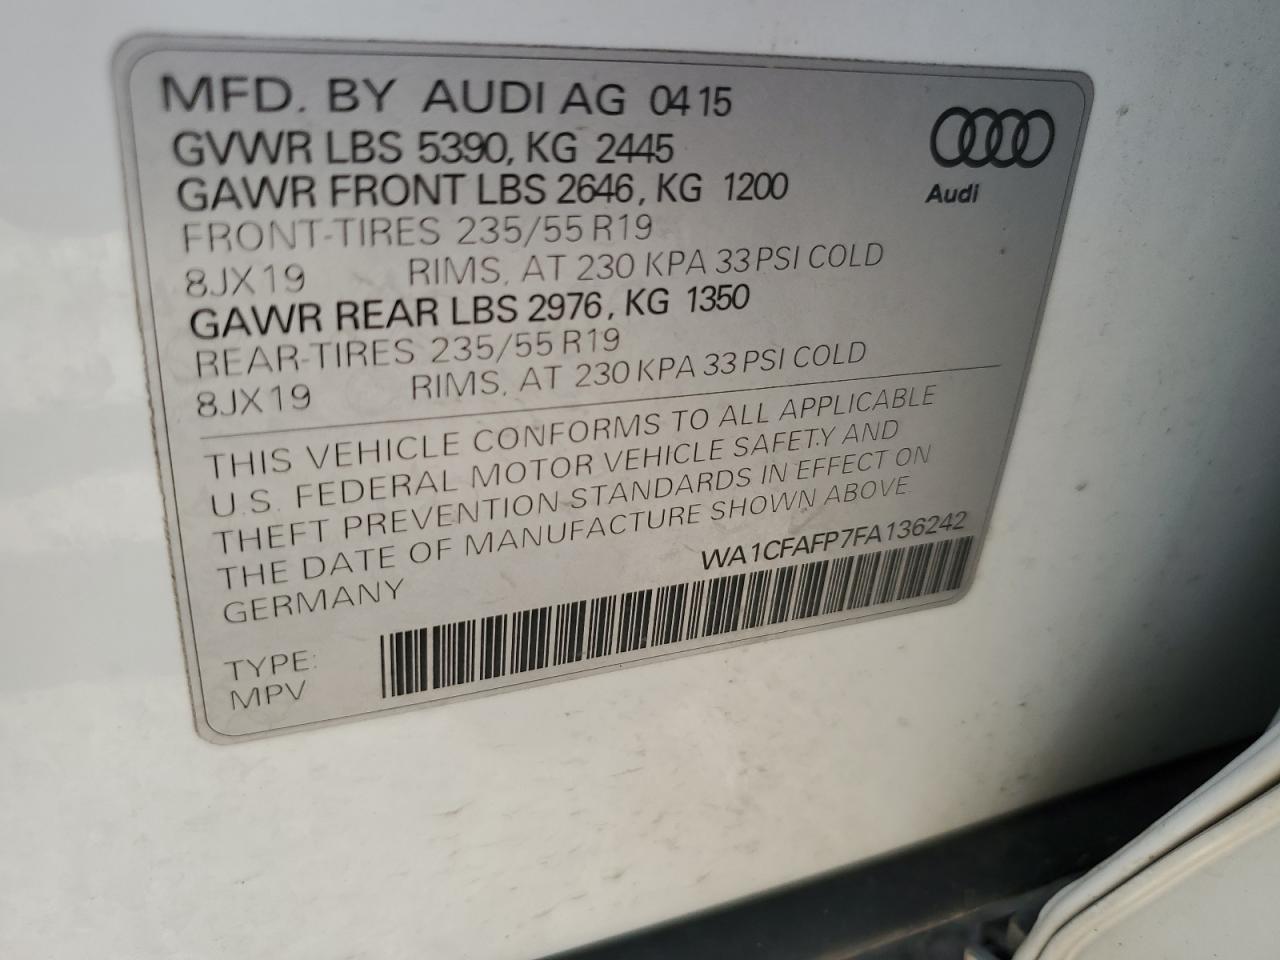 MFD. BY AUDI AG 04 15
GVWR LBS 5390, KG 2445
GAWR FRONT LBS 2646, KG 1200
FRONT-TIRES 235/55 R19
8JX19 RIMS, AT 230 KPA 33 PSI COLD
GAWR REAR LBS 2976, KG 1350
REAR-TIRES 235/55 R19
8JX19 RIMS, AT 230 KPA 33 PSI COLD
Audi
THIS VEHICLE CONFORMS TO ALL APPLICABLE
U.S. FEDERAL MOTOR VEHICLE SAFETY AND
THEFT PREVENTION STANDARDS IN EFFECT ON
THE DATE OF MANUFACTURE SHOWN ABOVE.
GERMANY
WA1CFAFP7FA136242
TYPE:
MPV